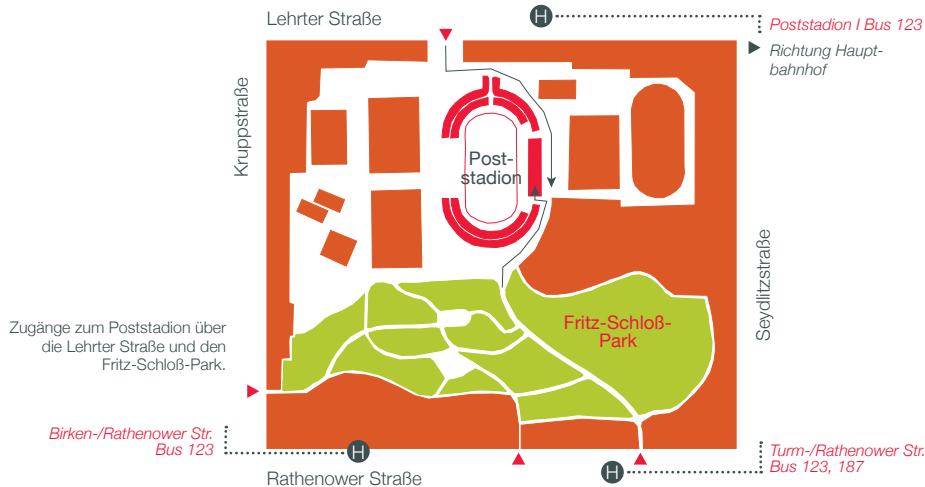 Lehrter Straße
H
Poststadion I Bus 123
Richtung Haupt-
bahnhof
Kruppstraße
Post-
stadion
Seydlitzstraße
Fritz-Schloß-
Park
Zugänge zum Poststadion über
die Lehrter Straße und den
Fritz-Schloß-Park.
Birken-/Rathenower Str.
Bus 123
H
Rathenower Straße
H
Turm-/Rathenower Str.
Bus 123, 187